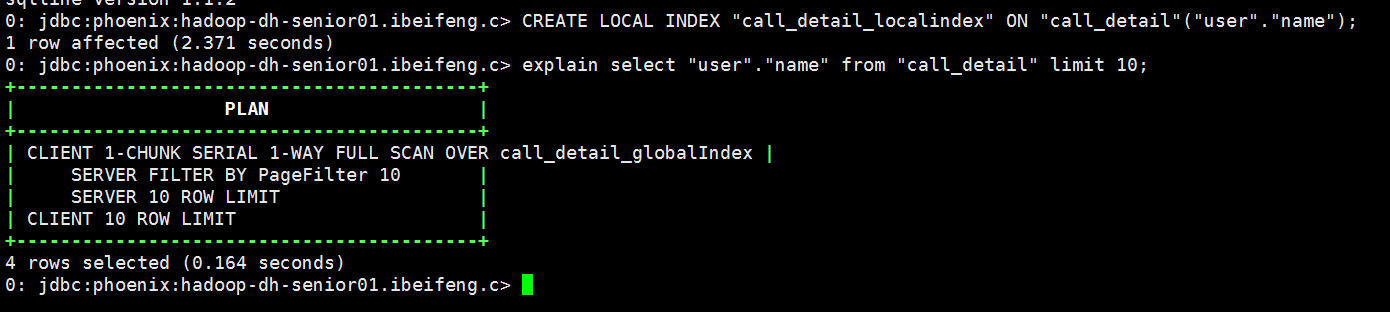 sqlline version 1.1.2
0: jdbc:phoenix:hadoop-dh-senior01.ibeifeng.c> CREATE LOCAL INDEX "call_detail_localindex" ON "call_detail"("user"."name");
1 row affected (2.371 seconds)
0: jdbc:phoenix:hadoop-dh-senior01.ibeifeng.c> explain select "user"."name" from "call_detail" limit 10;
+------------------------------------------+
| PLAN |
+------------------------------------------+
| CLIENT 1-CHUNK SERIAL 1-WAY FULL SCAN OVER call_detail_globalIndex |
| SERVER FILTER BY PageFilter 10 |
| SERVER 10 ROW LIMIT |
| CLIENT 10 ROW LIMIT |
+------------------------------------------+
4 rows selected (0.164 seconds)
0: jdbc:phoenix:hadoop-dh-senior01.ibeifeng.c>